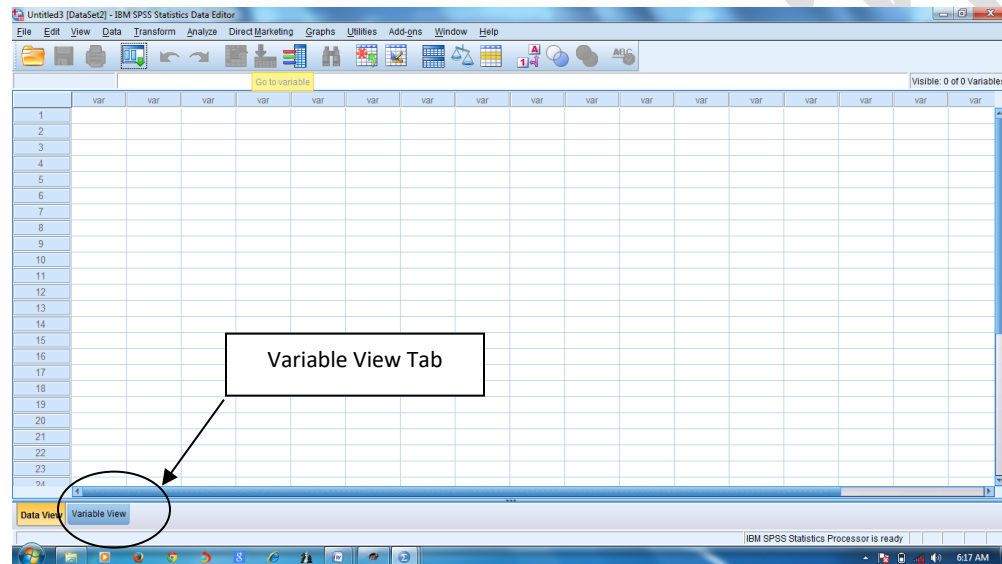 Untitled3 [DataSet2] - IBM SPSS Statistics Data Editor
File Edit View Data Transform Analyze Direct Marketing Graphs Utilities Add-ons Window Help
A
1
ABC
Go to variable
Visible: 0 of 0 Variables
var var var var var var var var var var var var var var var var var
1
2
3
4
5
6
7
8
9
10
11
12
13
14
15
16
17
18
19
20
21
22
23
24
Variable View Tab
Data View Variable View
IBM SPSS Statistics Processor is ready
8
W
Σ
6:17 AM